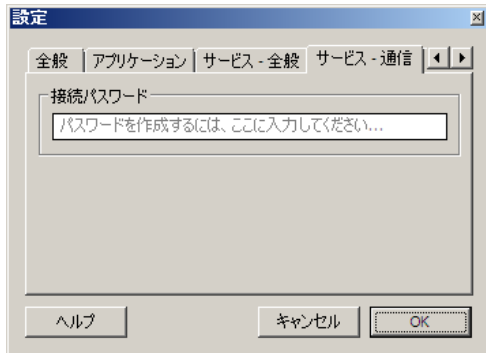 設定
全般 アプリケーション サービス - 全般 サービス - 通信
接続パスワード
パスワードを作成するには、ここに入力してください...
ヘルプ キャンセル OK